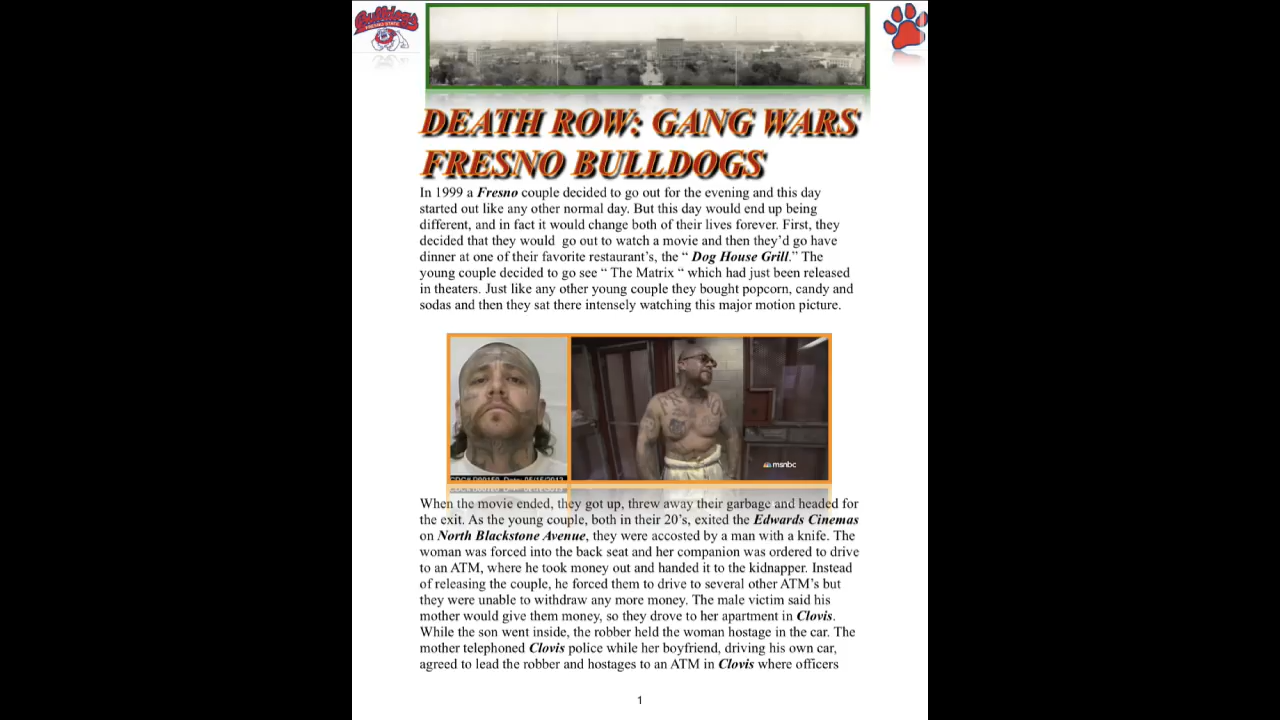 Bulldogs
FRESNO STATE
DEATH ROW: GANG WARS
FRESNO BULLDOGS
In 1999 a Fresno couple decided to go out for the evening and this day
started out like any other normal day. But this day would end up being
different, and in fact it would change both of their lives forever. First, they
decided that they would go out to watch a movie and then they’d go have
dinner at one of their favorite restaurant’s, the “ Dog House Grill.” The
young couple decided to go see “ The Matrix “ which had just been released
in theaters. Just like any other young couple they bought popcorn, candy and
sodas and then they sat there intensely watching this major motion picture.
msnbc
When the movie ended, they got up, threw away their garbage and headed for
the exit. As the young couple, both in their 20’s, exited the Edwards Cinemas
on North Blackstone Avenue, they were accosted by a man with a knife. The
woman was forced into the back seat and her companion was ordered to drive
to an ATM, where he took money out and handed it to the kidnapper. Instead
of releasing the couple, he forced them to drive to several other ATM’s but
they were unable to withdraw any more money. The male victim said his
mother would give them money, so they drove to her apartment in Clovis.
While the son went inside, the robber held the woman hostage in the car. The
mother telephoned Clovis police while her boyfriend, driving his own car,
agreed to lead the robber and hostages to an ATM in Clovis where officers
1